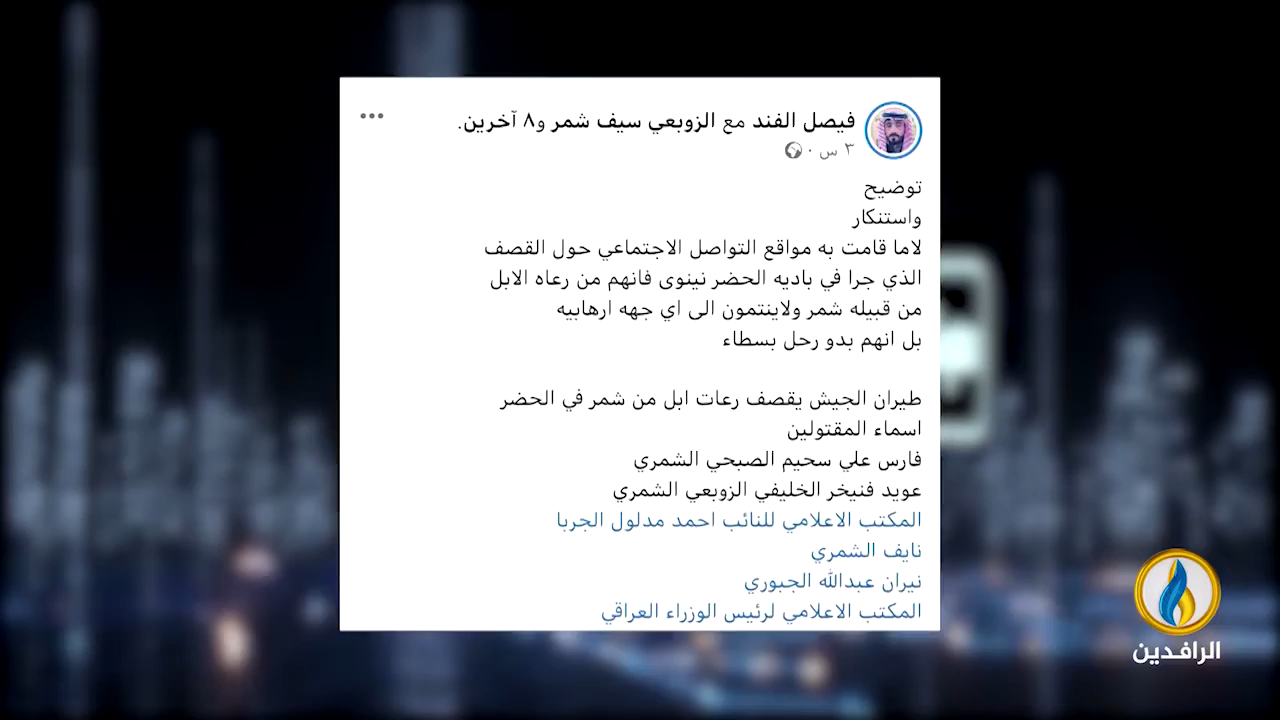 فيصل الفند مع الزوبعي سيف شمر و٨ آخرين.
٣ س ·
توضيح
واستنكار
لاما قامت به مواقع التواصل الاجتماعي حول القصف
الذي جرا في باديه الحضر نينوى فانهم من رعاه الابل
من قبيله شمر ولاينتمون الى اي جهه ارهابيه
بل انهم بدو رحل بسطاء
طيران الجيش يقصف رعات ابل من شمر في الحضر
اسماء المقتولين
فارس علي سحيم الصبحي الشمري
عويد فنيخر الخليفي الزوبعي الشمري
المكتب الاعلامي للنائب احمد مدلول الجربا
نايف الشمري
نيران عبدالله الجبوري
المكتب الاعلامي لرئيس الوزراء العراقي
الرافدين